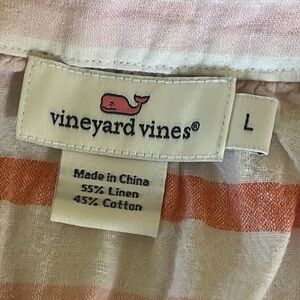 vineyard vines®
L
Made in China
55% Linen
45% Cotton